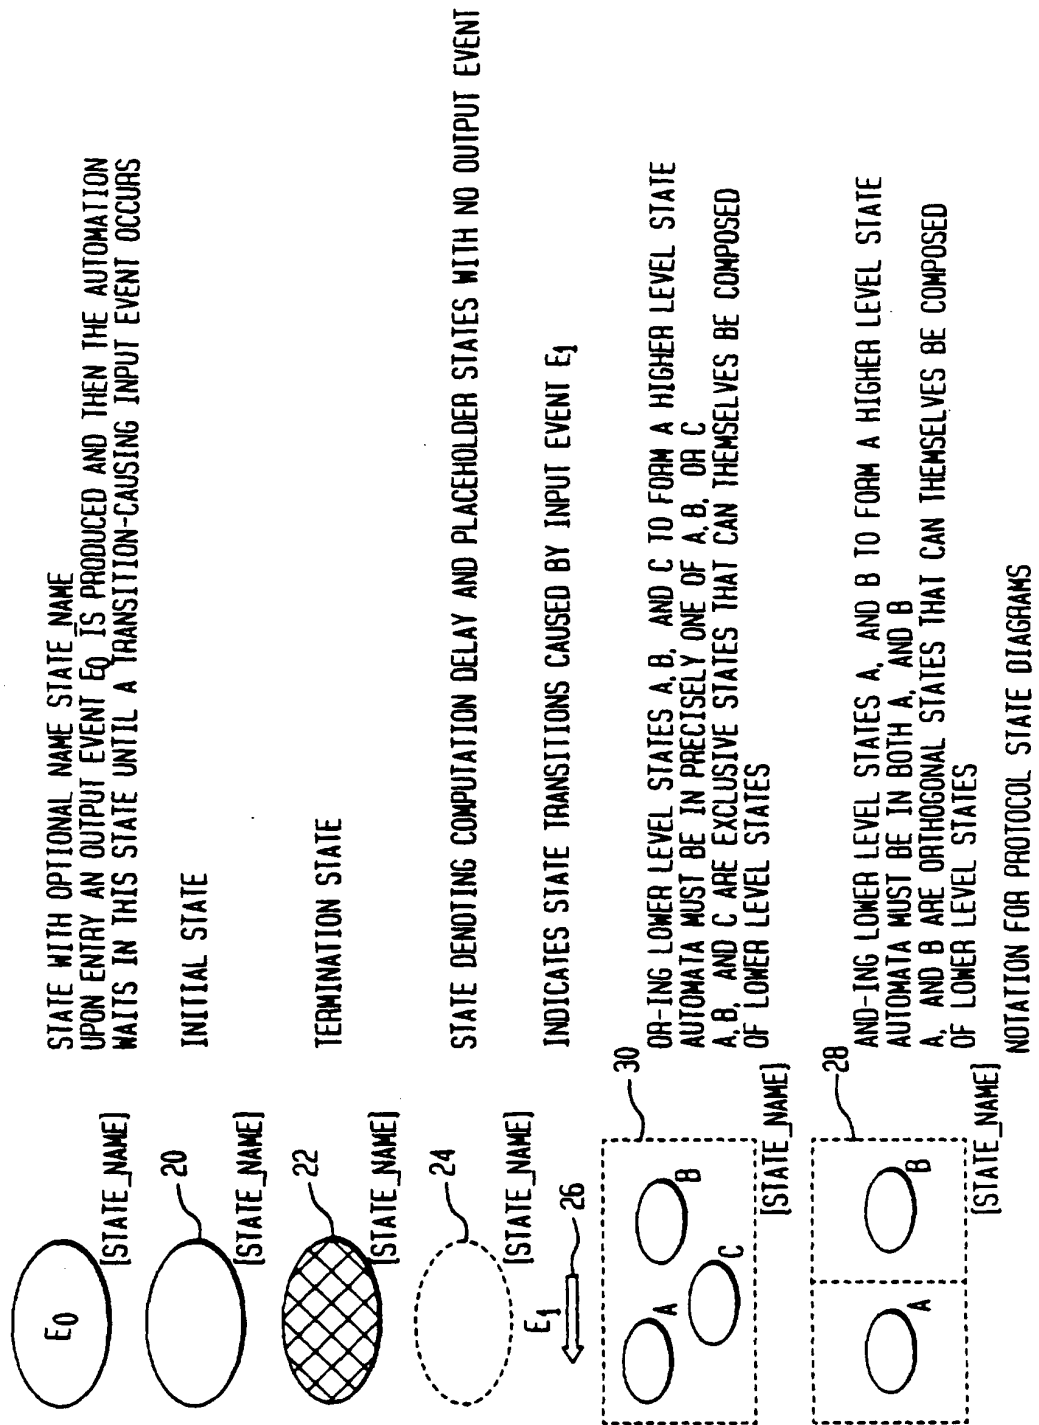 E0
[STATE_NAME]
STATE WITH OPTIONAL NAME STATE_NAME
UPON ENTRY AN OUTPUT EVENT E0 IS PRODUCED AND THEN THE AUTOMATION
WAITS IN THIS STATE UNTIL A TRANSITION-CAUSING INPUT EVENT OCCURS
20
[STATE_NAME]
INITIAL STATE
22
[STATE_NAME]
TERMINATION STATE
24
[STATE_NAME]
STATE DENOTING COMPUTATION DELAY AND PLACEHOLDER STATES WITH NO OUTPUT EVENT
E1
26
INDICATES STATE TRANSITIONS CAUSED BY INPUT EVENT E1
30
A
B
C
[STATE_NAME]
OR-ING LOWER LEVEL STATES A, B, AND C TO FORM A HIGHER LEVEL STATE
AUTOMATA MUST BE IN PRECISELY ONE OF A, B, OR C
A, B, AND C ARE EXCLUSIVE STATES THAT CAN THEMSELVES BE COMPOSED
OF LOWER LEVEL STATES
28
A
B
[STATE_NAME]
AND-ING LOWER LEVEL STATES A, AND B TO FORM A HIGHER LEVEL STATE
AUTOMATA MUST BE IN BOTH A, AND B
A, AND B ARE ORTHOGONAL STATES THAT CAN THEMSELVES BE COMPOSED
OF LOWER LEVEL STATES
NOTATION FOR PROTOCOL STATE DIAGRAMS